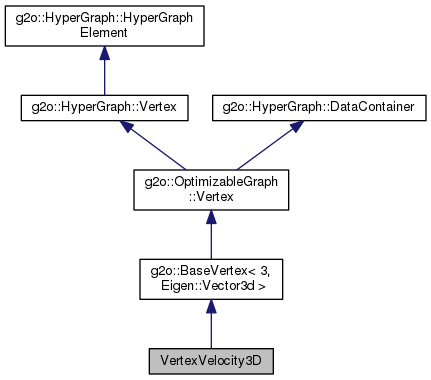 g2o::HyperGraph::HyperGraph
Element
g2o::HyperGraph::Vertex
g2o::HyperGraph::DataContainer
g2o::OptimizableGraph
::Vertex
g2o::BaseVertex< 3,
Eigen::Vector3d >
VertexVelocity3D